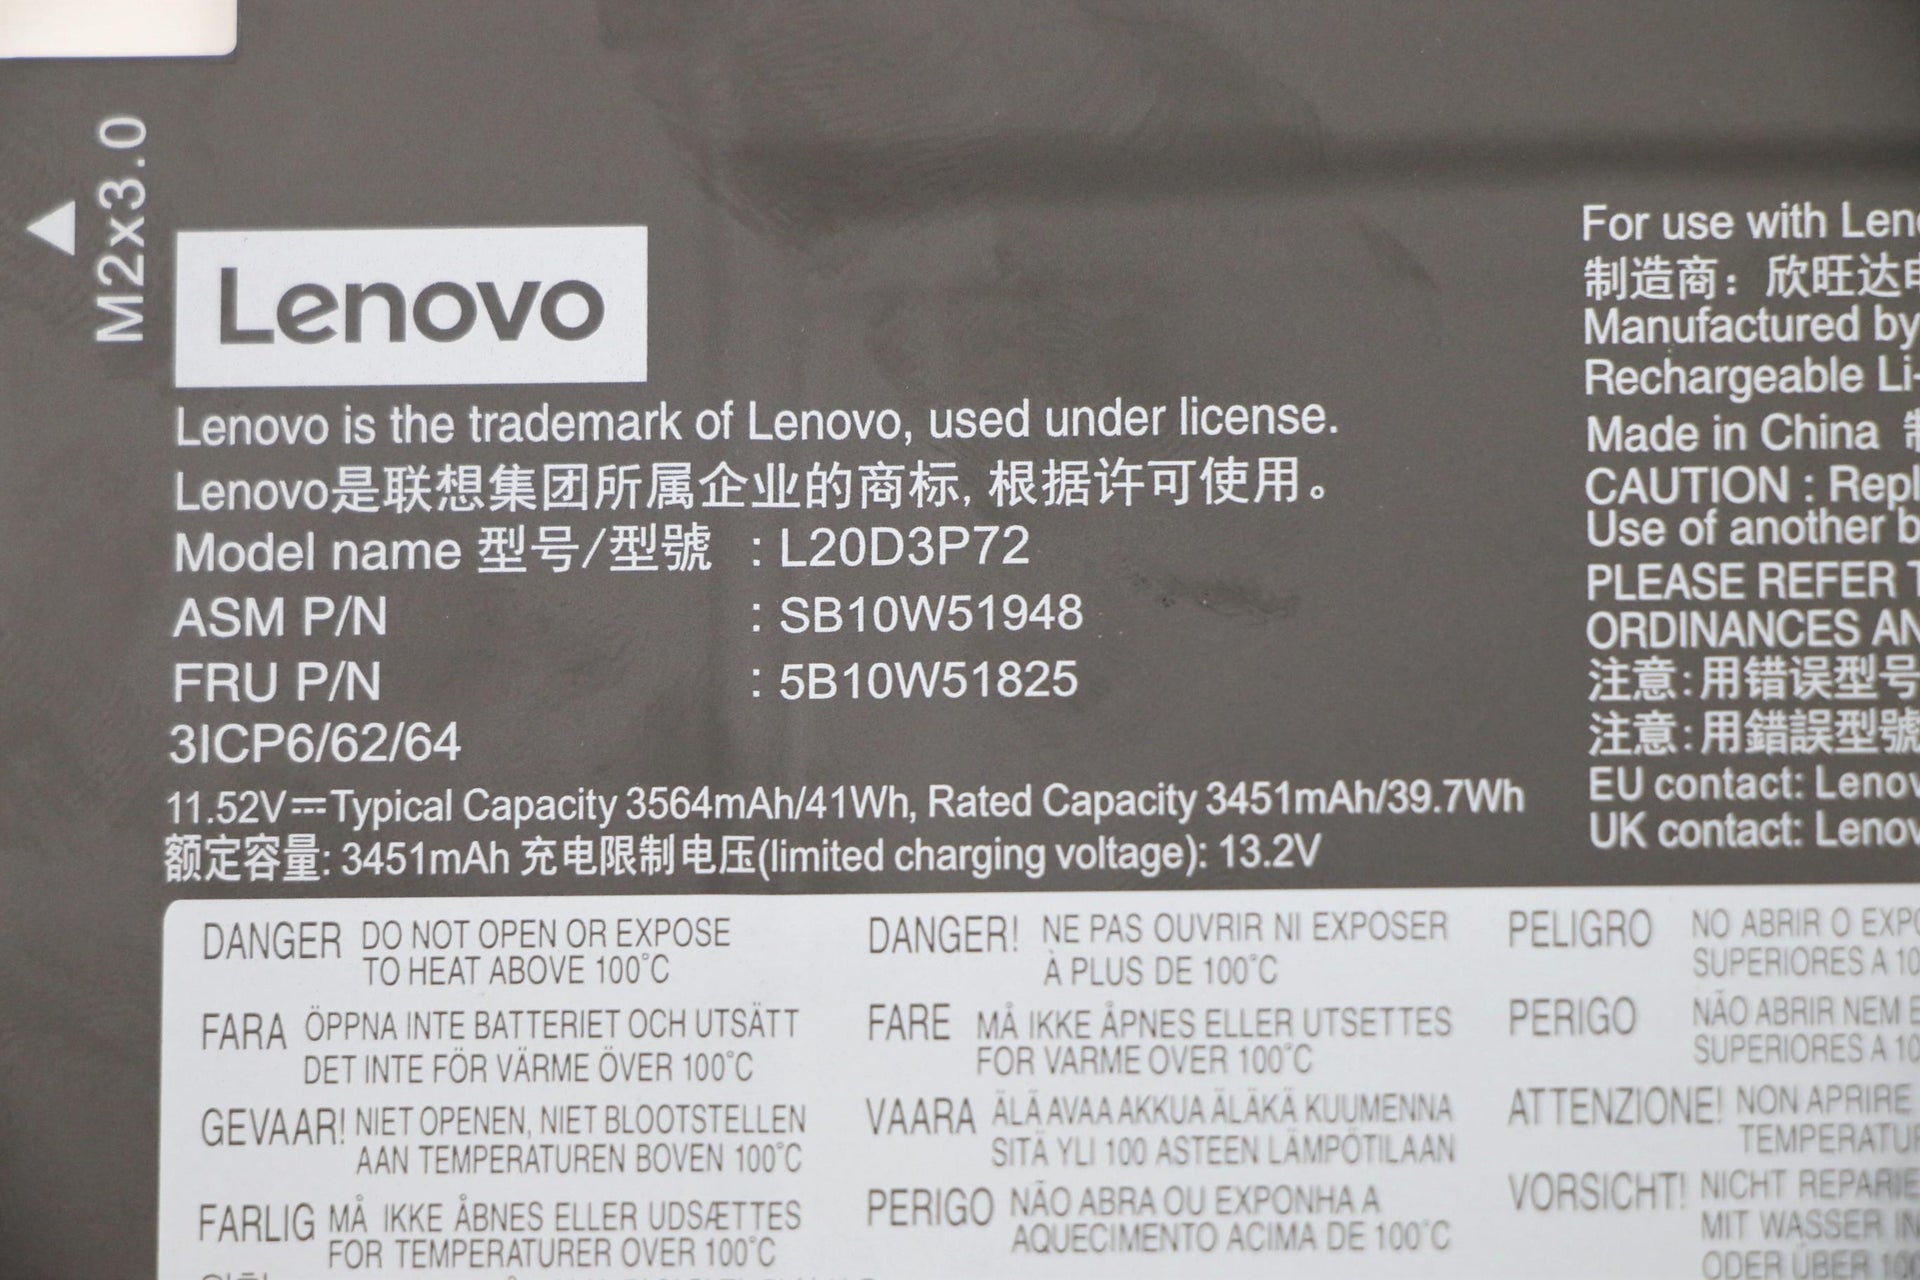 M2x3.0
Lenovo
Lenovo is the trademark of Lenovo, used under license.
Lenovo是联想集团所属企业的商标, 根据许可使用。
Model name 型号/型號 : L20D3P72
ASM P/N : SB10W51948
FRU P/N : 5B10W51825
3ICP6/62/64
11.52V⎓Typical Capacity 3564mAh/41Wh, Rated Capacity 3451mAh/39.7Wh
额定容量: 3451mAh 充电限制电压(limited charging voltage): 13.2V
For use with Leno
制造商: 欣旺达电
Manufactured by
Rechargeable Li-
Made in China 制
CAUTION : Repl
Use of another b
PLEASE REFER T
ORDINANCES AN
注意: 用错误型号
注意: 用錯誤型號
EU contact: Lenov
UK contact: Lenov
DANGER DO NOT OPEN OR EXPOSE
TO HEAT ABOVE 100°C
FARA ÖPPNA INTE BATTERIET OCH UTSÄTT
DET INTE FÖR VÄRME ÖVER 100°C
GEVAAR! NIET OPENEN, NIET BLOOTSTELLEN
AAN TEMPERATUREN BOVEN 100°C
FARLIG MÅ IKKE ÅBNES ELLER UDSÆTTES
FOR TEMPERATURER OVER 100°C
DANGER! NE PAS OUVRIR NI EXPOSER
À PLUS DE 100°C
FARE MÅ IKKE ÅPNES ELLER UTSETTES
FOR VARME OVER 100°C
VAARA ÄLÄ AVAA AKKUA ÄLÄKÄ KUUMENNA
SITÄ YLI 100 ASTEEN LÄMPÖTILAAN
PERIGO NÃO ABRA OU EXPONHA A
AQUECIMENTO ACIMA DE 100°C
PELIGRO NO ABRIR O EXPO
SUPERIORES A 10
PERIGO NÃO ABRIR NEM E
SUPERIORES A 10
ATTENZIONE! NON APRIRE
TEMPERATUR
VORSICHT! NICHT REPARIE
MIT WASSER IN
ODER ÜBER 100